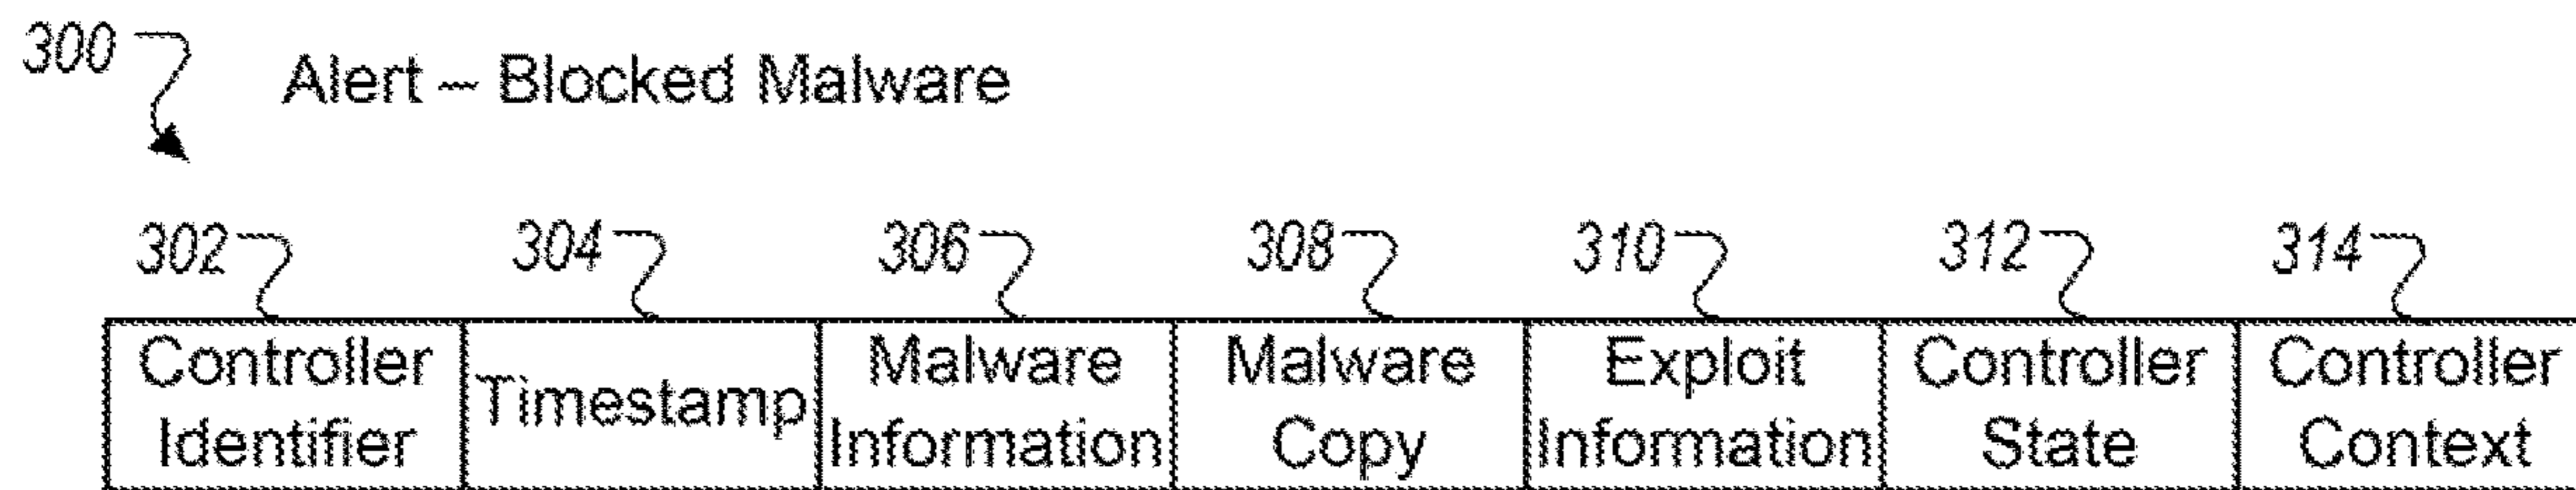 300
Alert -- Blocked Malware
302 304 306 308 310 312 314
Controller Identifier
Timestamp
Malware Information
Malware Copy
Exploit Information
Controller State
Controller Context